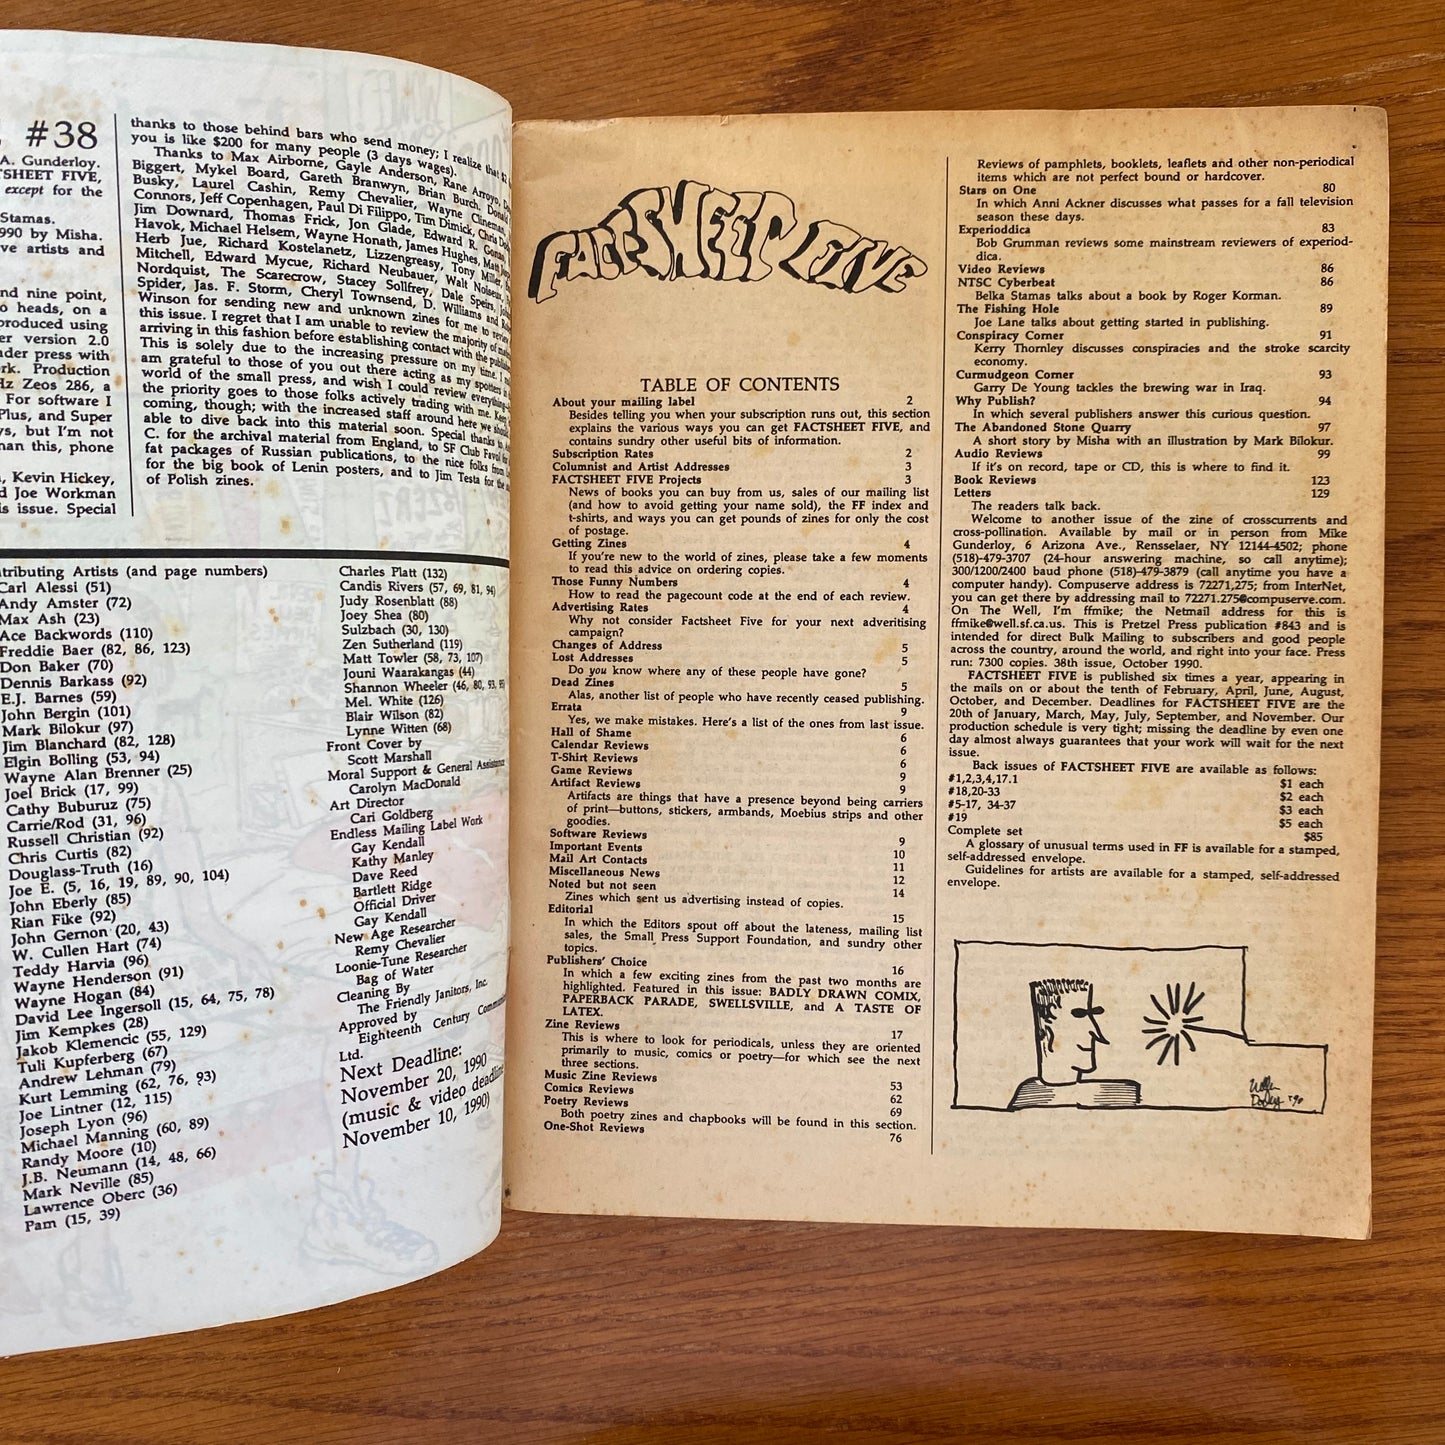 #38
A. Gunderloy.
TSHEET FIVE,
except for the
Stamas.
990 by Misha.
ve artists and
nd nine point,
o heads, on a
produced using
er version 2.0
ader press with
rk. Production
Hz Zeos 286, a
For software I
Plus, and Super
ys, but I'm not
han this, phone
, Kevin Hickey,
d Joe Workman
is issue. Special
thanks to those behind bars who send money; I realize that $2
you is like $200 for many people (3 days wages).
Thanks to Max Airborne, Gayle Anderson, Rane Arroyo,
Biggert, Mykel Board, Gareth Branwyn, Brian Burch, Donald
Busky, Laurel Cashin, Remy Chevalier, Wayne Clineman,
Connors, Jeff Copenhagen, Paul Di Filippo, Tim Dimick, Chris
Jim Downard, Thomas Frick, Jon Glade, Edward R.
Havok, Michael Helsem, Wayne Honath, James Hughes, Matt
Herb Jue, Richard Kostelanetz, Lizzengreasy, Tony Miller,
Mitchell, Edward Mycue, Richard Neubauer, Walt
Nordquist, The Scarecrow, Stacey Sollfrey, Dale Speirs,
Spider, Jas. F. Storm, Cheryl Townsend, D. Williams and
Winson for sending new and unknown zines for me to review
this issue. I regret that I am unable to review the majority of
arriving in this fashion before establishing contact with the
This is solely due to the increasing pressure on my time. I
am grateful to those of you out there acting as my spotters
world of the small press, and wish I could review everything
the priority goes to those folks actively trading with me. Keep
coming, though; with the increased staff around here we
able to dive back into this material soon. Special thanks to
C. for the archival material from England, to SF Club Faval for
fat packages of Russian publications, to the nice folks from
for the big book of Lenin posters, and to Jim Testa for the
of Polish zines.
tributing Artists (and page numbers)
Carl Alessi (51)
Andy Amster (72)
Max Ash (23)
Ace Backwords (110)
Freddie Baer (82, 86, 123)
Don Baker (70)
Dennis Barkass (92)
E.J. Barnes (59)
John Bergin (101)
Mark Bilokur (97)
Jim Blanchard (82, 128)
Elgin Bolling (53, 94)
Wayne Alan Brenner (25)
Joel Brick (17, 99)
Cathy Buburuz (75)
Carrie/Rod (31, 96)
Russell Christian (92)
Chris Curtis (82)
Douglass-Truth (16)
Joe E. (5, 16, 19, 89, 90, 104)
John Eberly (85)
Rian Fike (92)
John Gernon (20, 43)
W. Cullen Hart (74)
Teddy Harvia (96)
Wayne Henderson (91)
Wayne Hogan (84)
David Lee Ingersoll (15, 64, 75, 78)
Jim Kempkes (28)
Jakob Klemencic (55, 129)
Tuli Kupferberg (67)
Andrew Lehman (79)
Kurt Lemming (62, 76, 93)
Joe Lintner (12, 115)
Joseph Lyon (96)
Michael Manning (60, 89)
Randy Moore (10)
J.B. Neumann (14, 48, 66)
Mark Neville (85)
Lawrence Oberc (36)
Pam (15, 39)
Charles Platt (132)
Candis Rivers (57, 69, 81, 94)
Judy Rosenblatt (88)
Joey Shea (80)
Sulzbach (30, 130)
Zen Sutherland (119)
Matt Towler (58, 73, 107)
Jouni Waarakangas (44)
Shannon Wheeler (46, 80, 93, 95)
Mel. White (126)
Blair Wilson (82)
Lynne Witten (68)
Front Cover by
Scott Marshall
Moral Support & General Assistance
Carolyn MacDonald
Art Director
Cari Goldberg
Endless Mailing Label Work
Gay Kendall
Kathy Manley
Dave Reed
Bartlett Ridge
Official Driver
Gay Kendall
New Age Researcher
Remy Chevalier
Loonie-Tune Researcher
Bag of Water
Cleaning By
The Friendly Janitors, Inc.
Approved by
Eighteenth Century
Ltd.
Next Deadline:
November 20, 1990
(music & video deadline
November 10, 1990)
FACTSHEET FIVE
TABLE OF CONTENTS
About your mailing label 2
Besides telling you when your subscription runs out, this section
explains the various ways you can get FACTSHEET FIVE, and
contains sundry other useful bits of information.
Subscription Rates 2
Columnist and Artist Addresses 3
FACTSHEET FIVE Projects 3
News of books you can buy from us, sales of our mailing list
(and how to avoid getting your name sold), the FF index and
t-shirts, and ways you can get pounds of zines for only the cost
of postage.
Getting Zines 4
If you're new to the world of zines, please take a few moments
to read this advice on ordering copies.
Those Funny Numbers 4
How to read the pagecount code at the end of each review.
Advertising Rates 4
Why not consider Factsheet Five for your next advertising
campaign?
Changes of Address 5
Lost Addresses 5
Do you know where any of these people have gone?
Dead Zines 5
Alas, another list of people who have recently ceased publishing.
Errata 9
Yes, we make mistakes. Here's a list of the ones from last issue.
Hall of Shame 6
Calendar Reviews 6
T-Shirt Reviews 6
Game Reviews 9
Artifact Reviews 9
Artifacts are things that have a presence beyond being carriers
of print—buttons, stickers, armbands, Moebius strips and other
goodies.
Software Reviews 9
Important Events 10
Mail Art Contacts 11
Miscellaneous News 12
Noted but not seen 14
Zines which sent us advertising instead of copies.
Editorial 15
In which the Editors spout off about the lateness, mailing list
sales, the Small Press Support Foundation, and sundry other
topics.
Publishers' Choice 16
In which a few exciting zines from the past two months are
highlighted. Featured in this issue: BADLY DRAWN COMIX,
PAPERBACK PARADE, SWELLSVILLE, and A TASTE OF
LATEX.
Zine Reviews 17
This is where to look for periodicals, unless they are oriented
primarily to music, comics or poetry—for which see the next
three sections.
Music Zine Reviews 53
Comics Reviews 62
Poetry Reviews 69
Both poetry zines and chapbooks will be found in this section.
One-Shot Reviews 76
Reviews of pamphlets, booklets, leaflets and other non-periodical
items which are not perfect bound or hardcover.
Stars on One 80
In which Anni Ackner discusses what passes for a fall television
season these days.
Experioddica 83
Bob Grumman reviews some mainstream reviewers of experiod-
dica.
Video Reviews 86
NTSC Cyberbeat 86
Belka Stamas talks about a book by Roger Korman.
The Fishing Hole 89
Joe Lane talks about getting started in publishing.
Conspiracy Corner 91
Kerry Thornley discusses conspiracies and the stroke scarcity
economy.
Curmudgeon Corner 93
Garry De Young tackles the brewing war in Iraq.
Why Publish? 94
In which several publishers answer this curious question.
The Abandoned Stone Quarry 97
A short story by Misha with an illustration by Mark Bilokur.
Audio Reviews 99
If it's on record, tape or CD, this is where to find it.
Book Reviews 123
Letters 129
The readers talk back.
Welcome to another issue of the zine of crosscurrents and
cross-pollination. Available by mail or in person from Mike
Gunderloy, 6 Arizona Ave., Rensselaer, NY 12144-4502; phone
(518)-479-3707 (24-hour answering machine, so call anytime);
300/1200/2400 baud phone (518)-479-3879 (call anytime you have a
computer handy). Compuserve address is 72271,275; from InterNet,
you can get there by addressing mail to 72271.275@compuserve.com.
On The Well, I'm ffmike; the Netmail address for this is
ffmike@well.sf.ca.us. This is Pretzel Press publication #843 and is
intended for direct Bulk Mailing to subscribers and good people
across the country, around the world, and right into your face. Press
run: 7300 copies. 38th issue, October 1990.
FACTSHEET FIVE is published six times a year, appearing in
the mails on or about the tenth of February, April, June, August,
October, and December. Deadlines for FACTSHEET FIVE are the
20th of January, March, May, July, September, and November. Our
production schedule is very tight; missing the deadline by even one
day almost always guarantees that your work will wait for the next
issue.
Back issues of FACTSHEET FIVE are available as follows:
#1,2,3,4,17.1 $1 each
#18,20-33 $2 each
#5-17, 34-37 $3 each
#19 $5 each
Complete set $85
A glossary of unusual terms used in FF is available for a stamped,
self-addressed envelope.
Guidelines for artists are available for a stamped, self-addressed
envelope.
'90